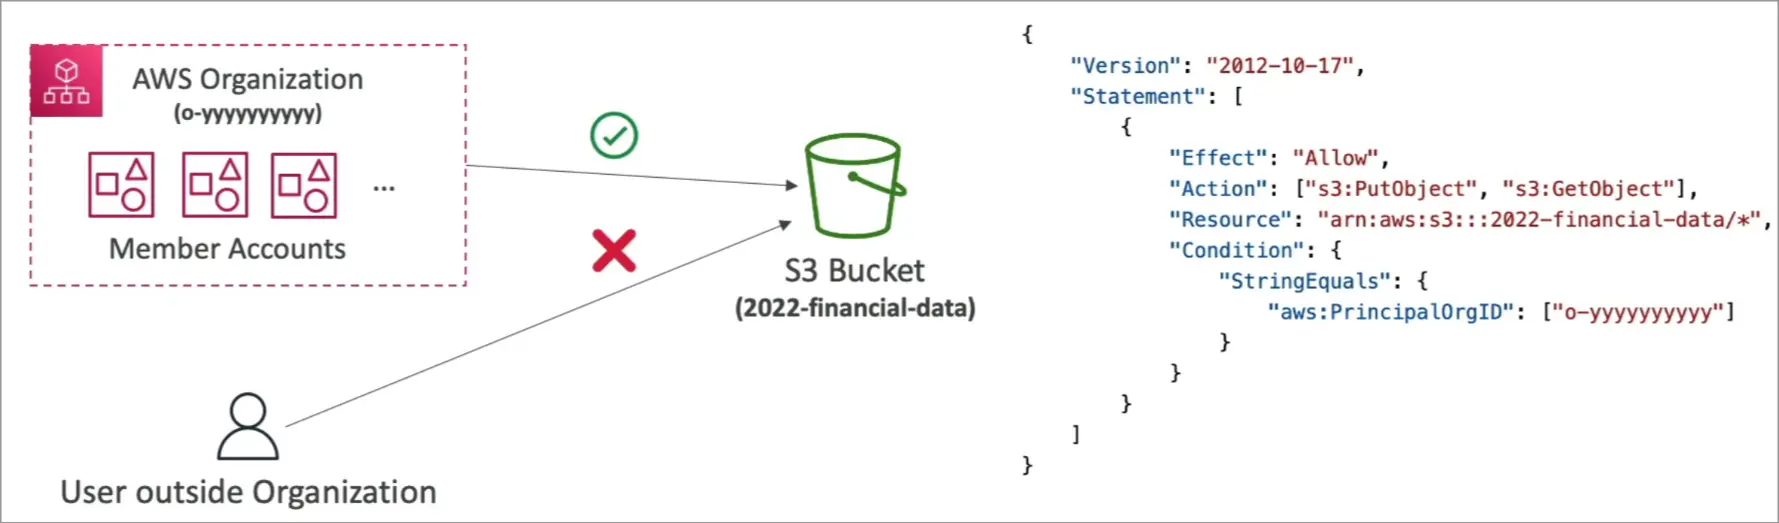 AWS Organization
(o-yyyyyyyyyy)
...
Member Accounts
S3 Bucket
(2022-financial-data)
User outside Organization
{
"Version": "2012-10-17",
"Statement": [
{
"Effect": "Allow",
"Action": ["s3:PutObject", "s3:GetObject"],
"Resource": "arn:aws:s3:::2022-financial-data/*",
"Condition": {
"StringEquals": {
"aws:PrincipalOrgID": ["o-yyyyyyyyyy"]
}
}
}
]
}